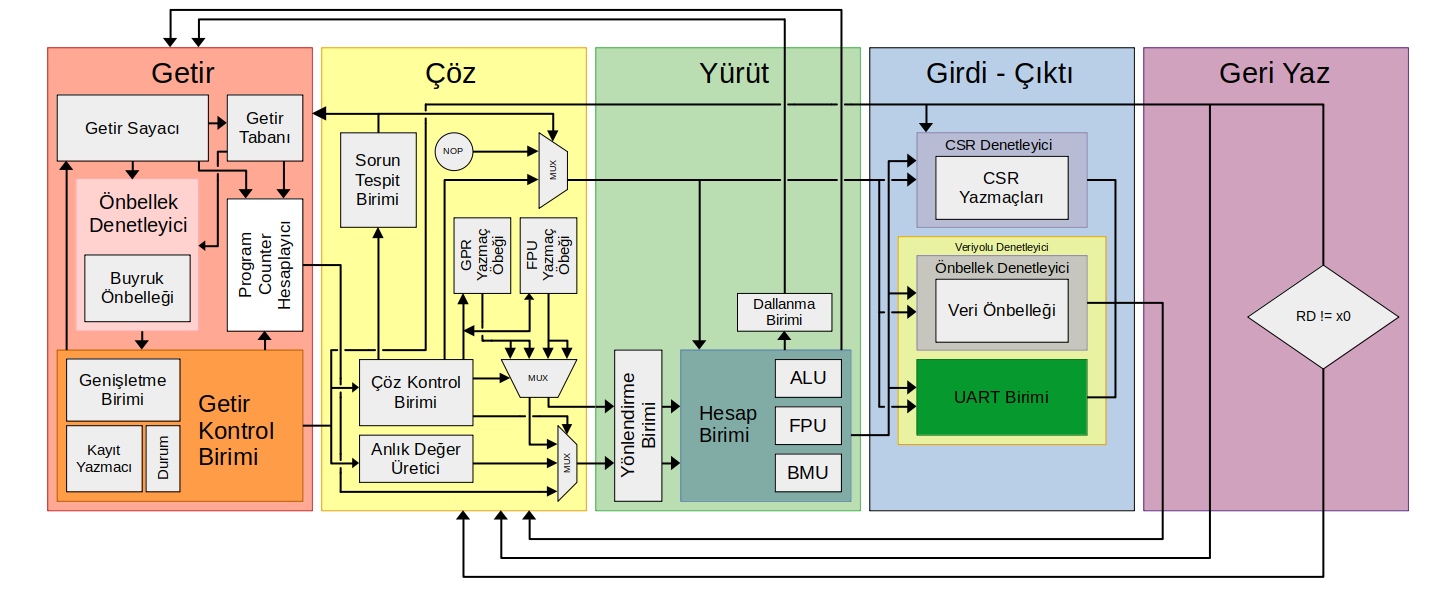 Getir
Getir Sayacı
Getir
Tabanı
Önbellek
Denetleyici
Buyruk
Önbelleği
Program
Counter
Hesaplayıcı
Genişletme
Birimi
Kayıt
Yazmacı
Durum
Getir
Kontrol
Birimi
Çöz
Sorun
Tespit
Birimi
NOP
MUX
GPR
Yazmaç
Öbeği
FPU
Yazmaç
Öbeği
Çöz Kontrol
Birimi
MUX
Anlık Değer
Üretici
MUX
Yürüt
Dallanma
Birimi
Yönlendirme
Birimi
Hesap
Birimi
ALU
FPU
BMU
Girdi - Çıktı
CSR Denetleyici
CSR
Yazmaçları
Veriyolu Denetleyici
Önbellek Denetleyici
Veri Önbelleği
UART Birimi
Geri Yaz
RD != x0